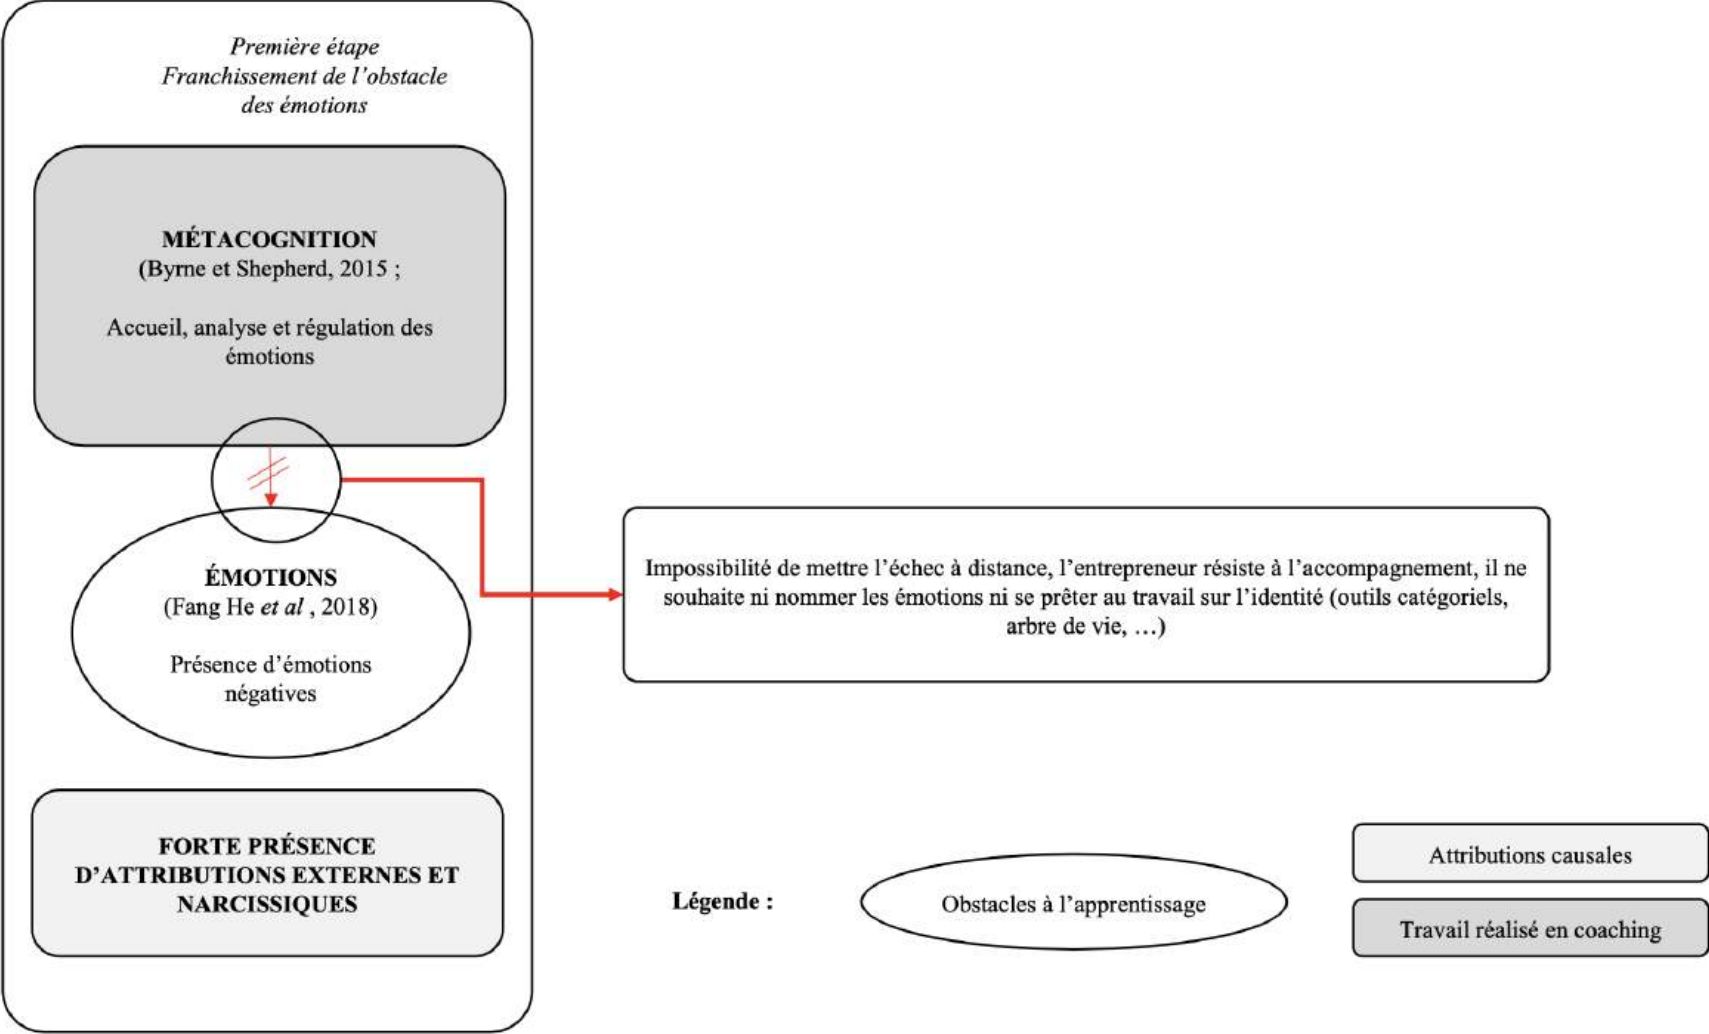 Première étape
Franchissement de l'obstacle
des émotions
MÉTACOGNITION
(Byrne et Shepherd, 2015 ;
Accueil, analyse et régulation des
émotions
ÉMOTIONS
(Fang He et al , 2018)
Présence d'émotions
négatives
FORTE PRÉSENCE
D'ATTRIBUTIONS EXTERNES ET
NARCISSIQUES
Impossibilité de mettre l'échec à distance, l'entrepreneur résiste à l'accompagnement, il ne
souhaite ni nommer les émotions ni se prêter au travail sur l'identité (outils catégoriels,
arbre de vie, …)
Légende :
Obstacles à l'apprentissage
Attributions causales
Travail réalisé en coaching